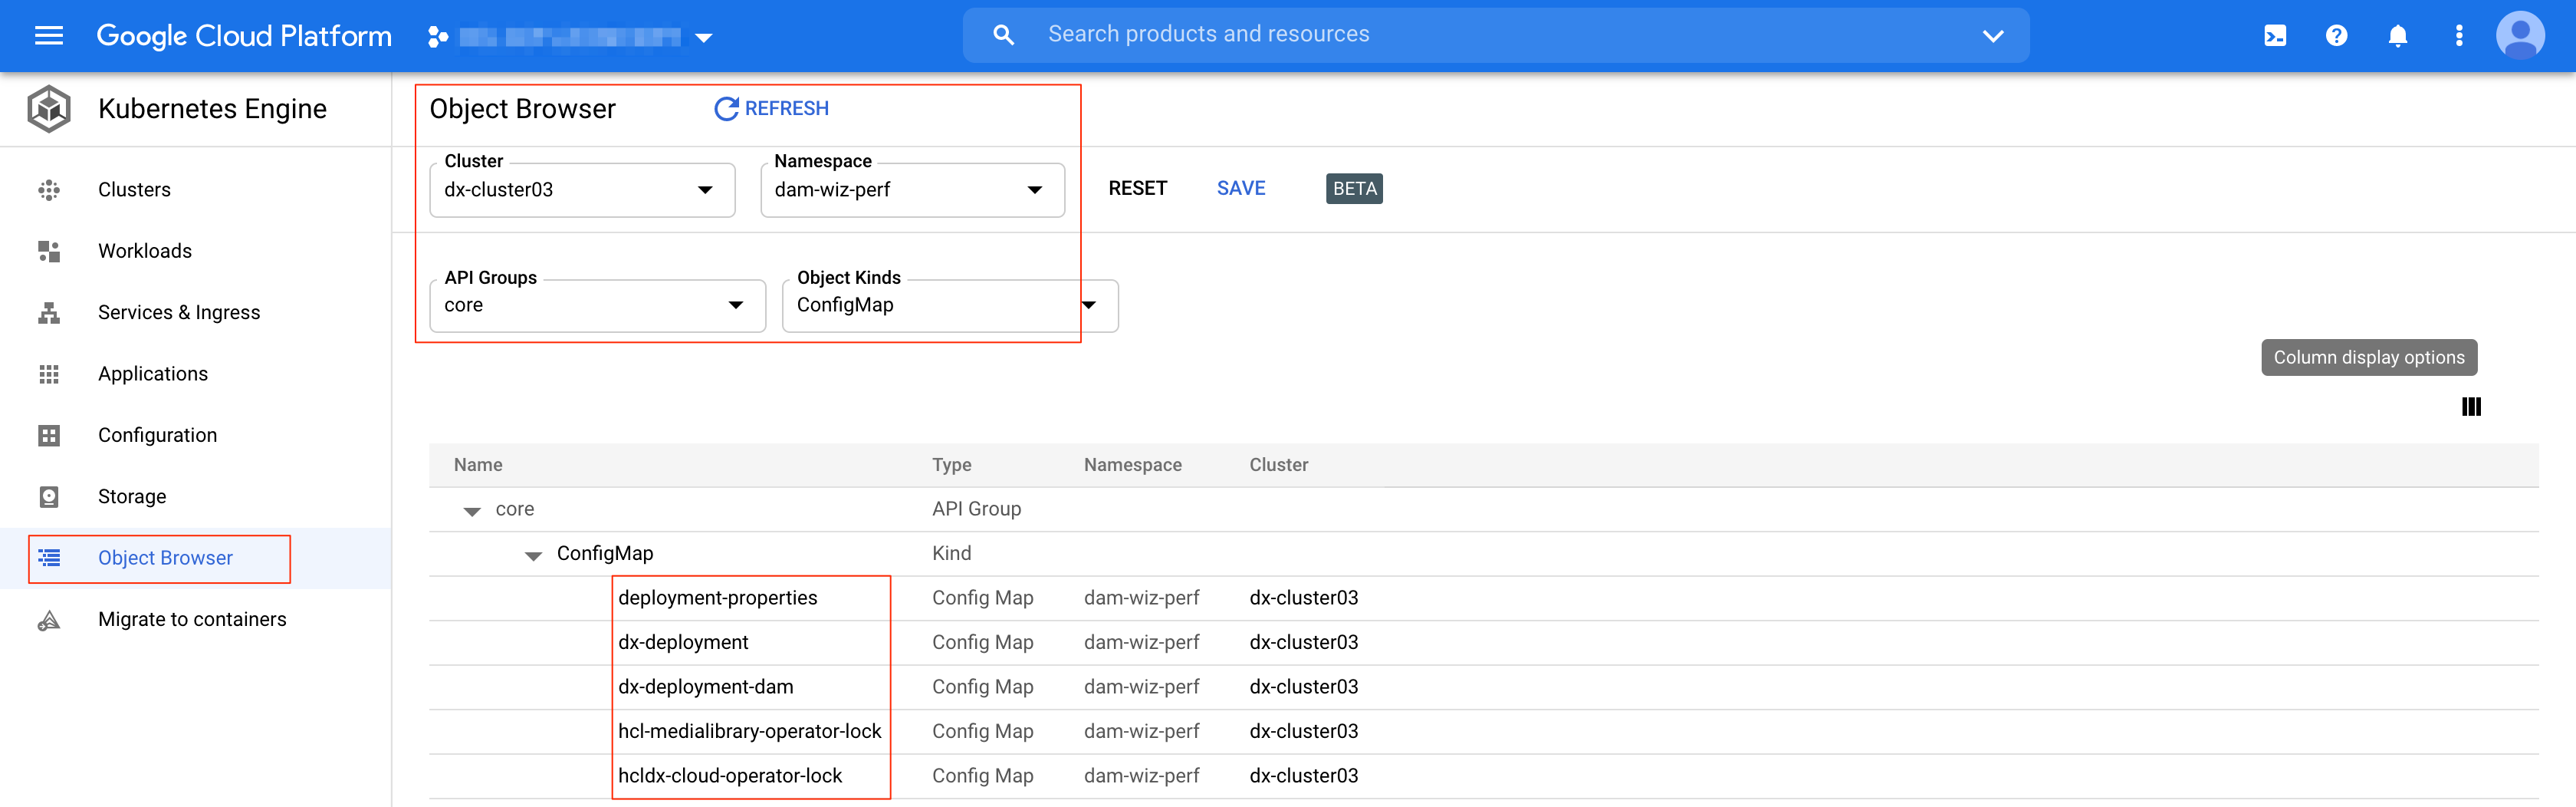 Google Cloud Platform
Search products and resources
Kubernetes Engine
Clusters
Workloads
Services & Ingress
Applications
Configuration
Storage
Object Browser
Migrate to containers
Object Browser REFRESH
Cluster Namespace
dx-cluster03 dam-wiz-perf RESET SAVE BETA
API Groups Object Kinds
core ConfigMap
Column display options
Name Type Namespace Cluster
core API Group
ConfigMap Kind
deployment-properties Config Map dam-wiz-perf dx-cluster03
dx-deployment Config Map dam-wiz-perf dx-cluster03
dx-deployment-dam Config Map dam-wiz-perf dx-cluster03
hcl-medialibrary-operator-lock Config Map dam-wiz-perf dx-cluster03
hcldx-cloud-operator-lock Config Map dam-wiz-perf dx-cluster03